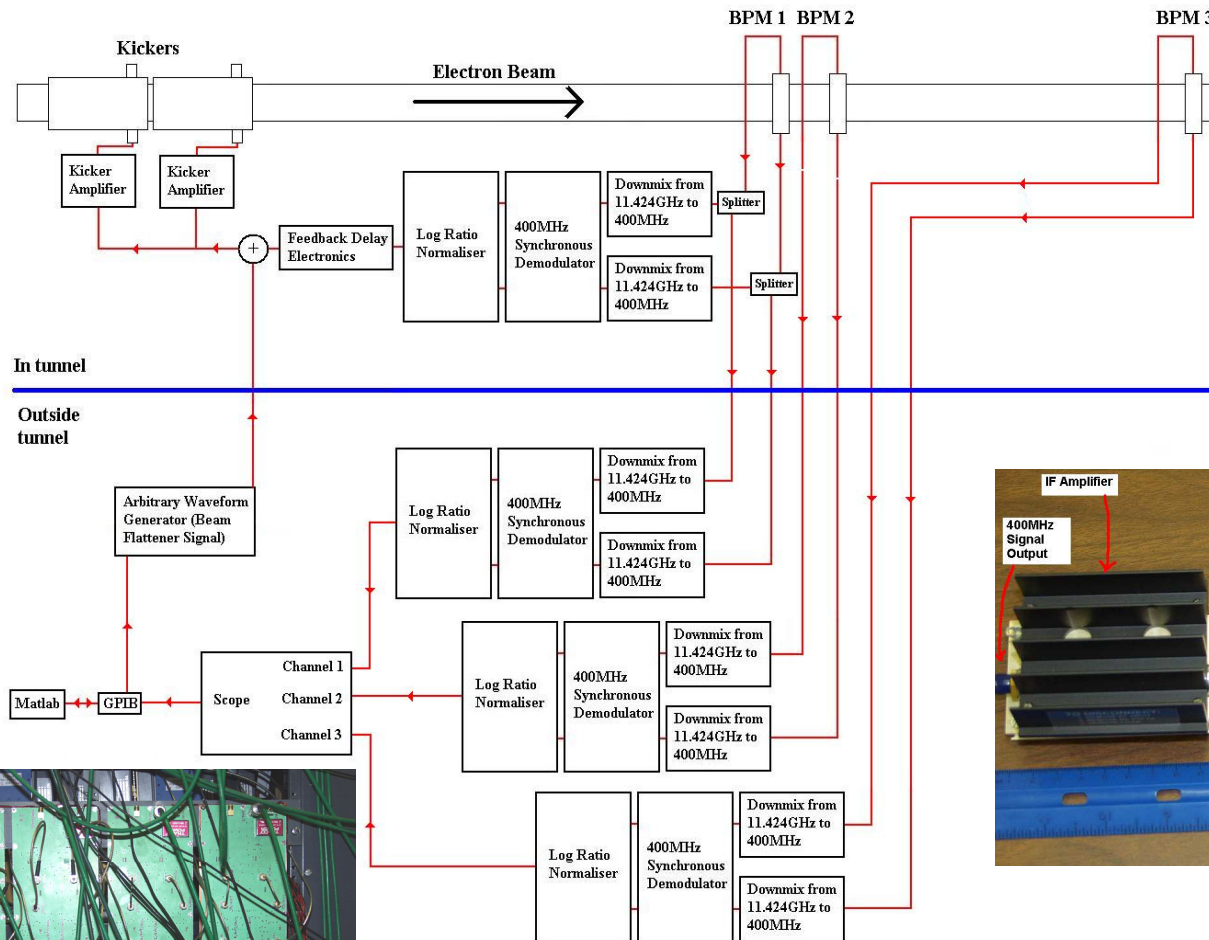 BPM 1
BPM 2
BPM 3
Kickers
Electron Beam
Kicker
Amplifier
Kicker
Amplifier
Feedback Delay
Electronics
Log Ratio
Normaliser
400MHz
Synchronous
Demodulator
Downmix from
11.424GHz to
400MHz
Downmix from
11.424GHz to
400MHz
Splitter
Splitter
+
In tunnel
Outside
tunnel
Arbitrary Waveform
Generator (Beam
Flattener Signal)
Log Ratio
Normaliser
400MHz
Synchronous
Demodulator
Downmix from
11.424GHz to
400MHz
Downmix from
11.424GHz to
400MHz
IF Amplifier
400MHz
Signal
Output
Matlab
GPIB
Scope
Channel 1
Channel 2
Channel 3
Log Ratio
Normaliser
400MHz
Synchronous
Demodulator
Downmix from
11.424GHz to
400MHz
Downmix from
11.424GHz to
400MHz
Log Ratio
Normaliser
400MHz
Synchronous
Demodulator
Downmix from
11.424GHz to
400MHz
Downmix from
11.424GHz to
400MHz